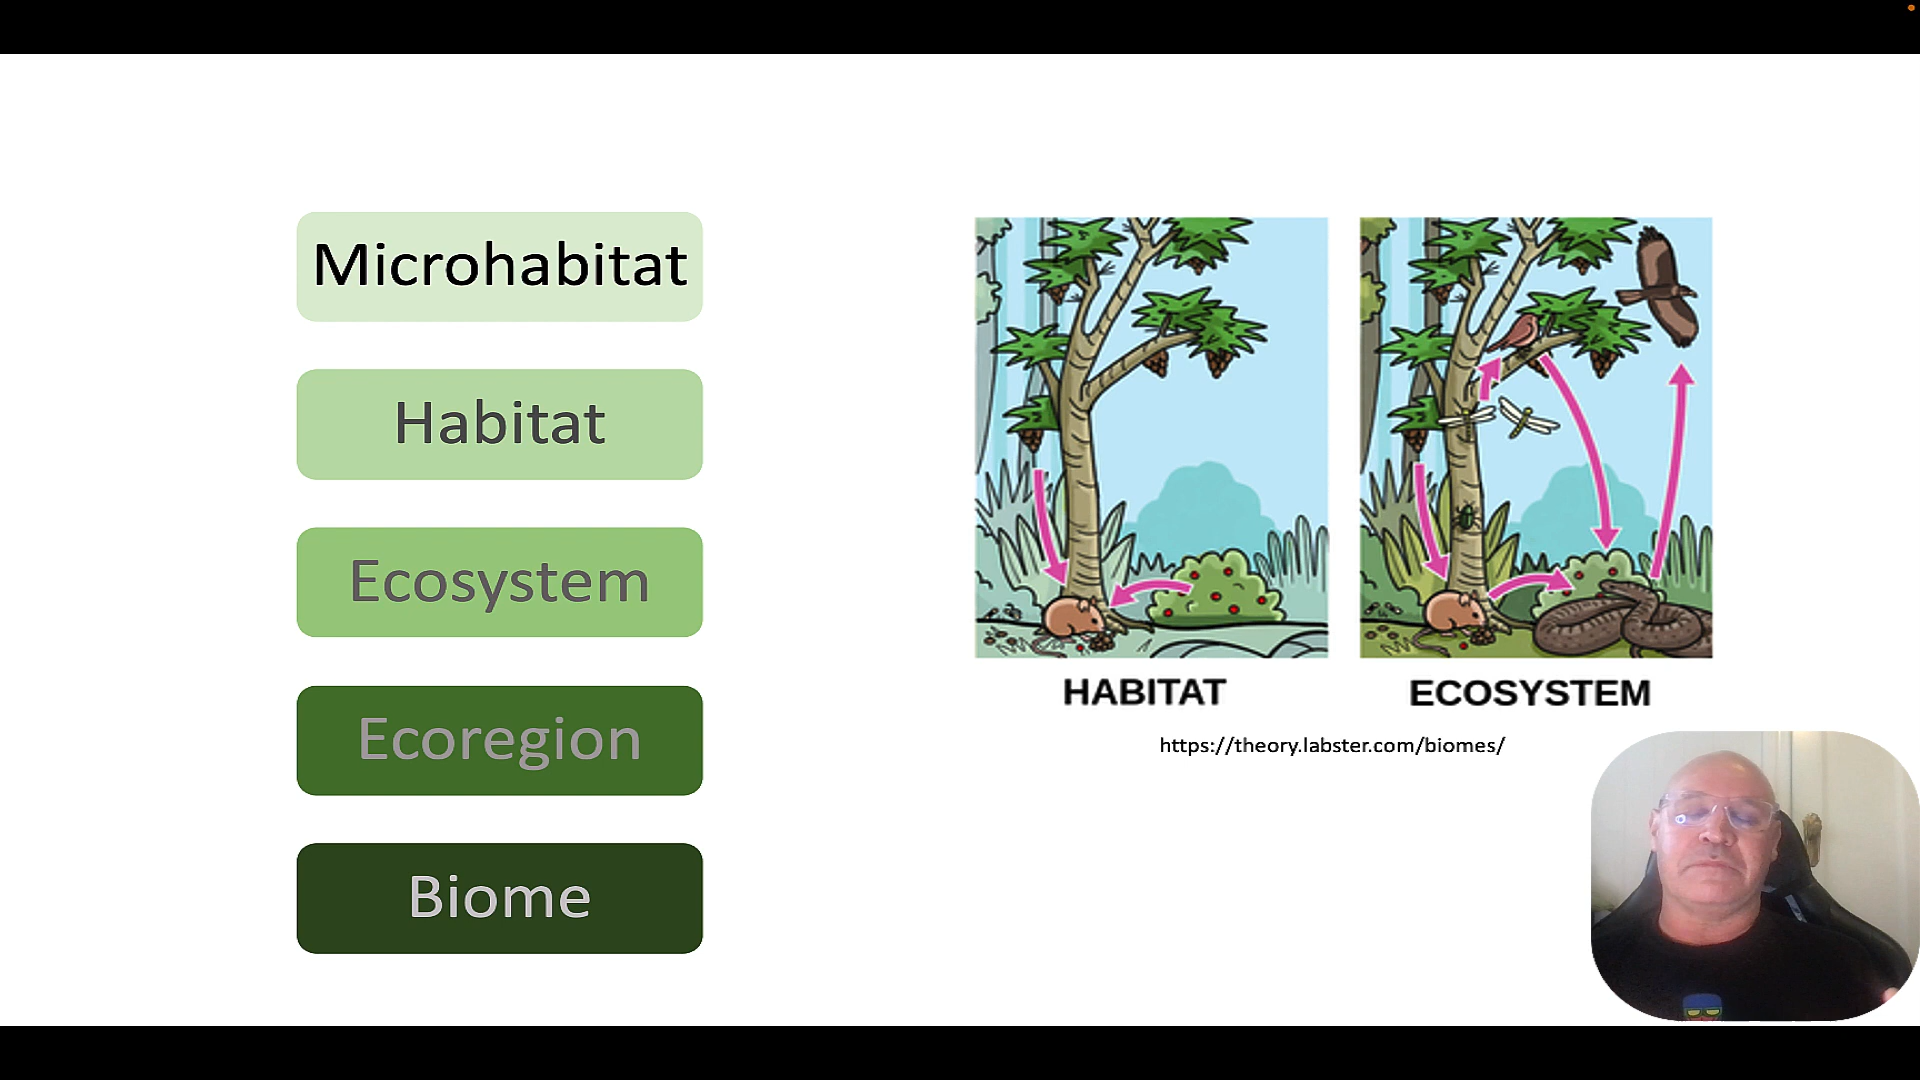 Microhabitat
Habitat
Ecosystem
Ecoregion
Biome
HABITAT
ECOSYSTEM
https://theory.labster.com/biomes/